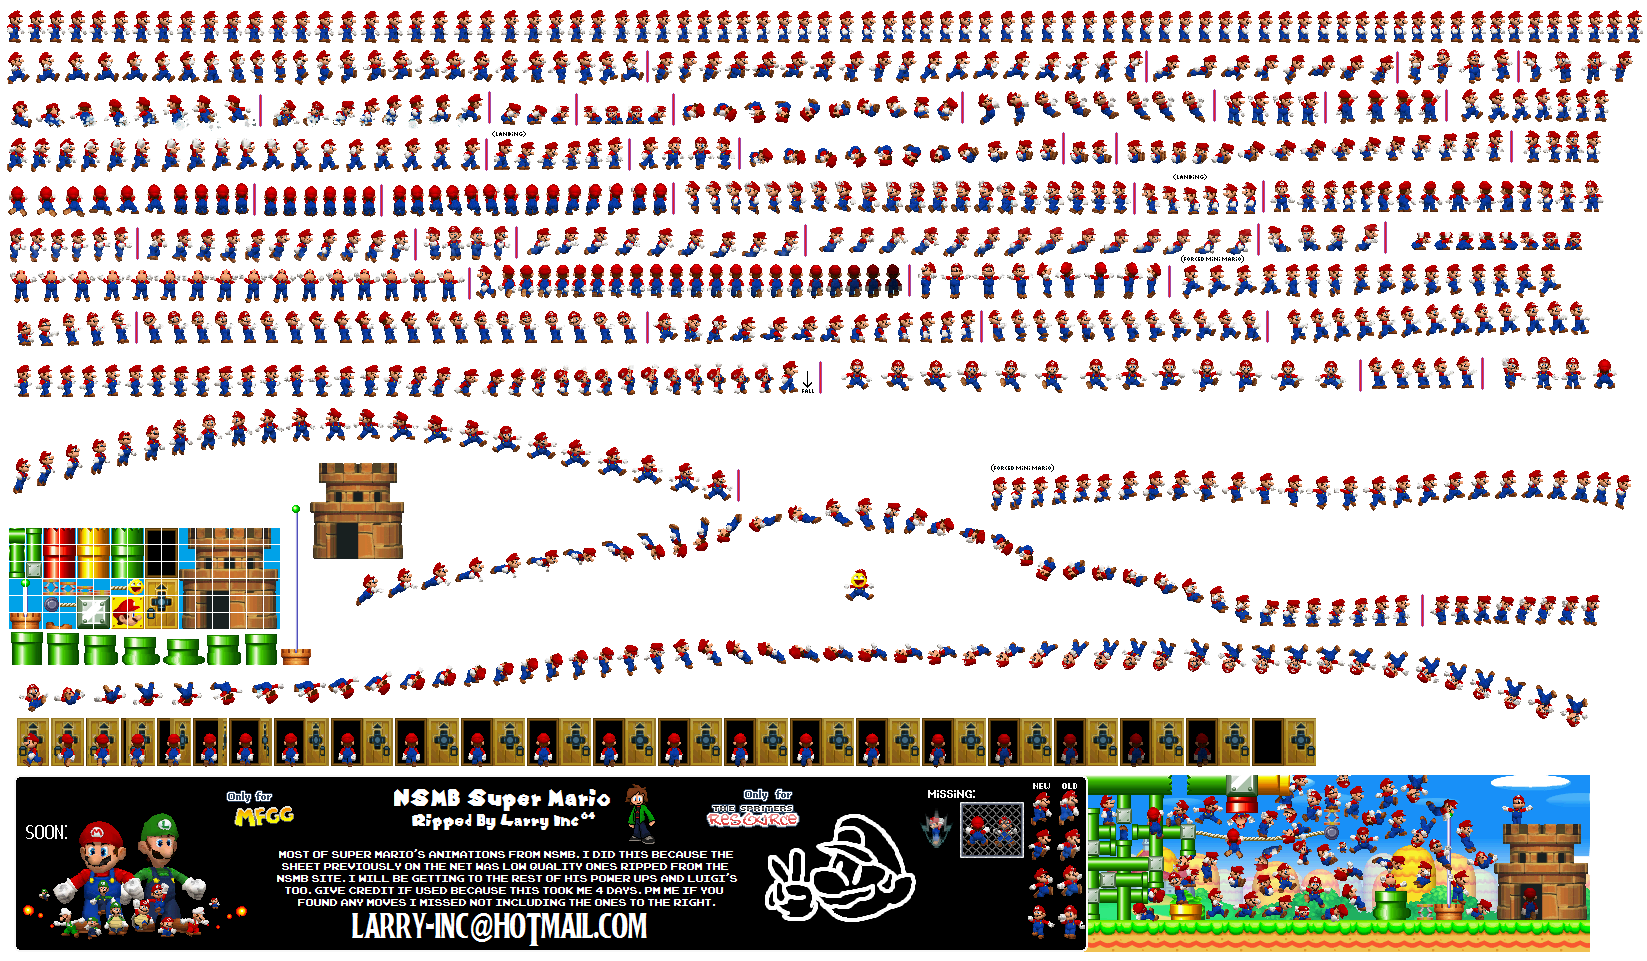 (LANDING)
(LANDING)
(FORCED MINI MARIO)
FALL
(FORCED MINI MARIO)
SOON:
Only for
MFGG
NSMB Super Mario
Ripped By Larry Inc64
Only for
THE SPRITERS
RESOURCE
MISSING:
NEW OLD
MOST OF SUPER MARIO'S ANIMATIONS FROM NSMB. I DID THIS BECAUSE THE
SHEET PREVIOUSLY ON THE NET WAS LOW QUALITY ONES RIPPED FROM THE
NSMB SITE. I WILL BE GETTING TO THE REST OF HIS POWER UPS AND LUIGI'S
TOO. GIVE CREDIT IF USED BECAUSE THIS TOOK ME 4 DAYS. PM ME IF YOU
FOUND ANY MOVES I MISSED NOT INCLUDING THE ONES TO THE RIGHT.
LARRY-INC@HOTMAIL.COM